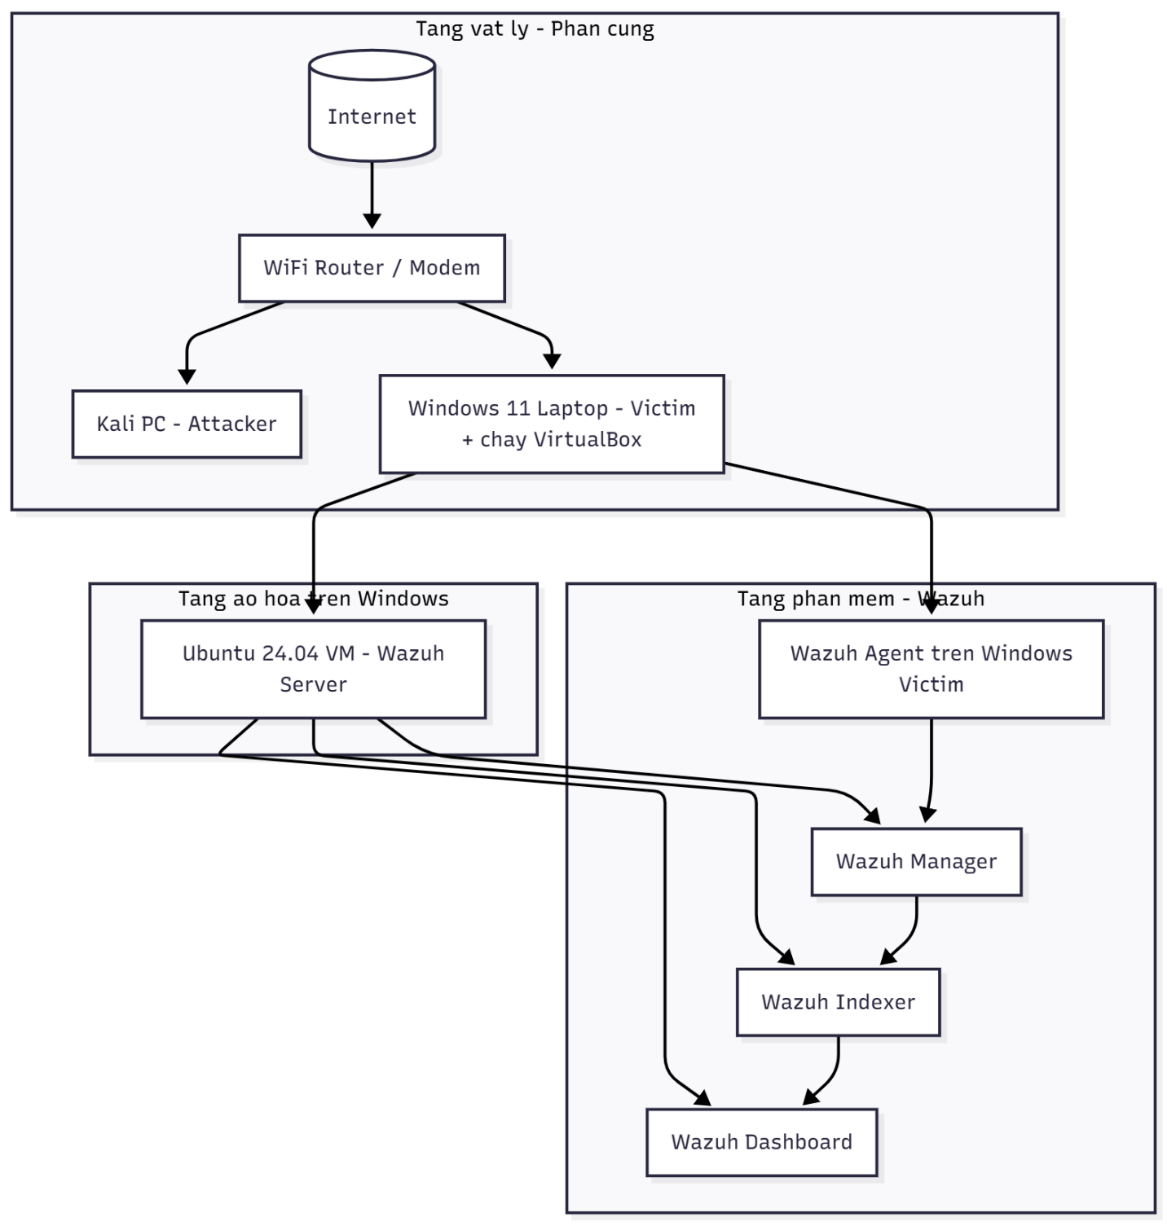 Tang vat ly - Phan cung
Internet
WiFi Router / Modem
Kali PC - Attacker
Windows 11 Laptop - Victim
+ chay VirtualBox
Tang ao hoa tren Windows
Ubuntu 24.04 VM - Wazuh
Server
Tang phan mem - Wazuh
Wazuh Agent tren Windows
Victim
Wazuh Manager
Wazuh Indexer
Wazuh Dashboard